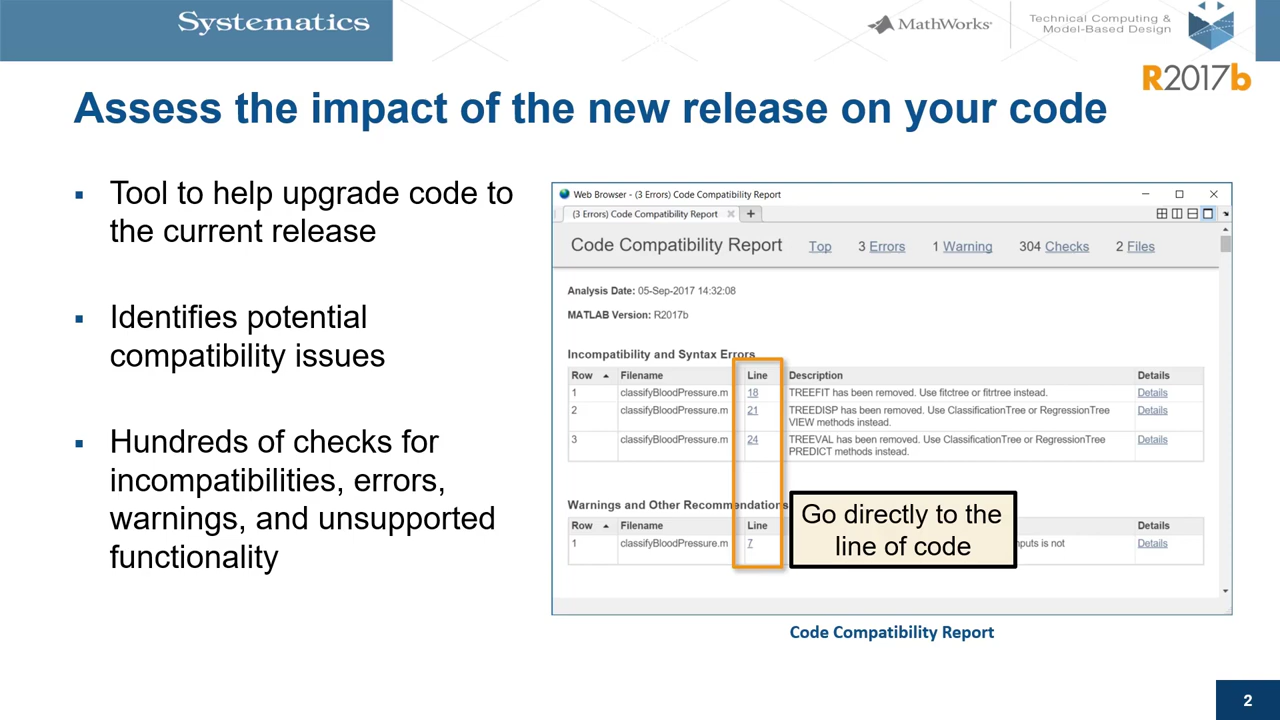 Systematics
MathWorks
Technical Computing &
Model-Based Design
R2017b
Assess the impact of the new release on your code
▪ Tool to help upgrade code to
the current release
▪ Identifies potential
compatibility issues
▪ Hundreds of checks for
incompatibilities, errors,
warnings, and unsupported
functionality
Web Browser - (3 Errors) Code Compatibility Report
(3 Errors) Code Compatibility Report
Code Compatibility Report Top 3 Errors 1 Warning 304 Checks 2 Files
Analysis Date: 05-Sep-2017 14:32:08
MATLAB Version: R2017b
Incompatibility and Syntax Errors
Row Filename Line Description Details
1 classifyBloodPressure.m 18 TREEFIT has been removed. Use fitctree or fitrtree instead. Details
2 classifyBloodPressure.m 21 TREEDISP has been removed. Use ClassificationTree or RegressionTree Details
VIEW methods instead.
3 classifyBloodPressure.m 24 TREEVAL has been removed. Use ClassificationTree or RegressionTree Details
PREDICT methods instead.
Warnings and Other Recommendations
Row Filename Line Details
1 classifyBloodPressure.m 7 nputs is not Details
Go directly to the
line of code
Code Compatibility Report
2